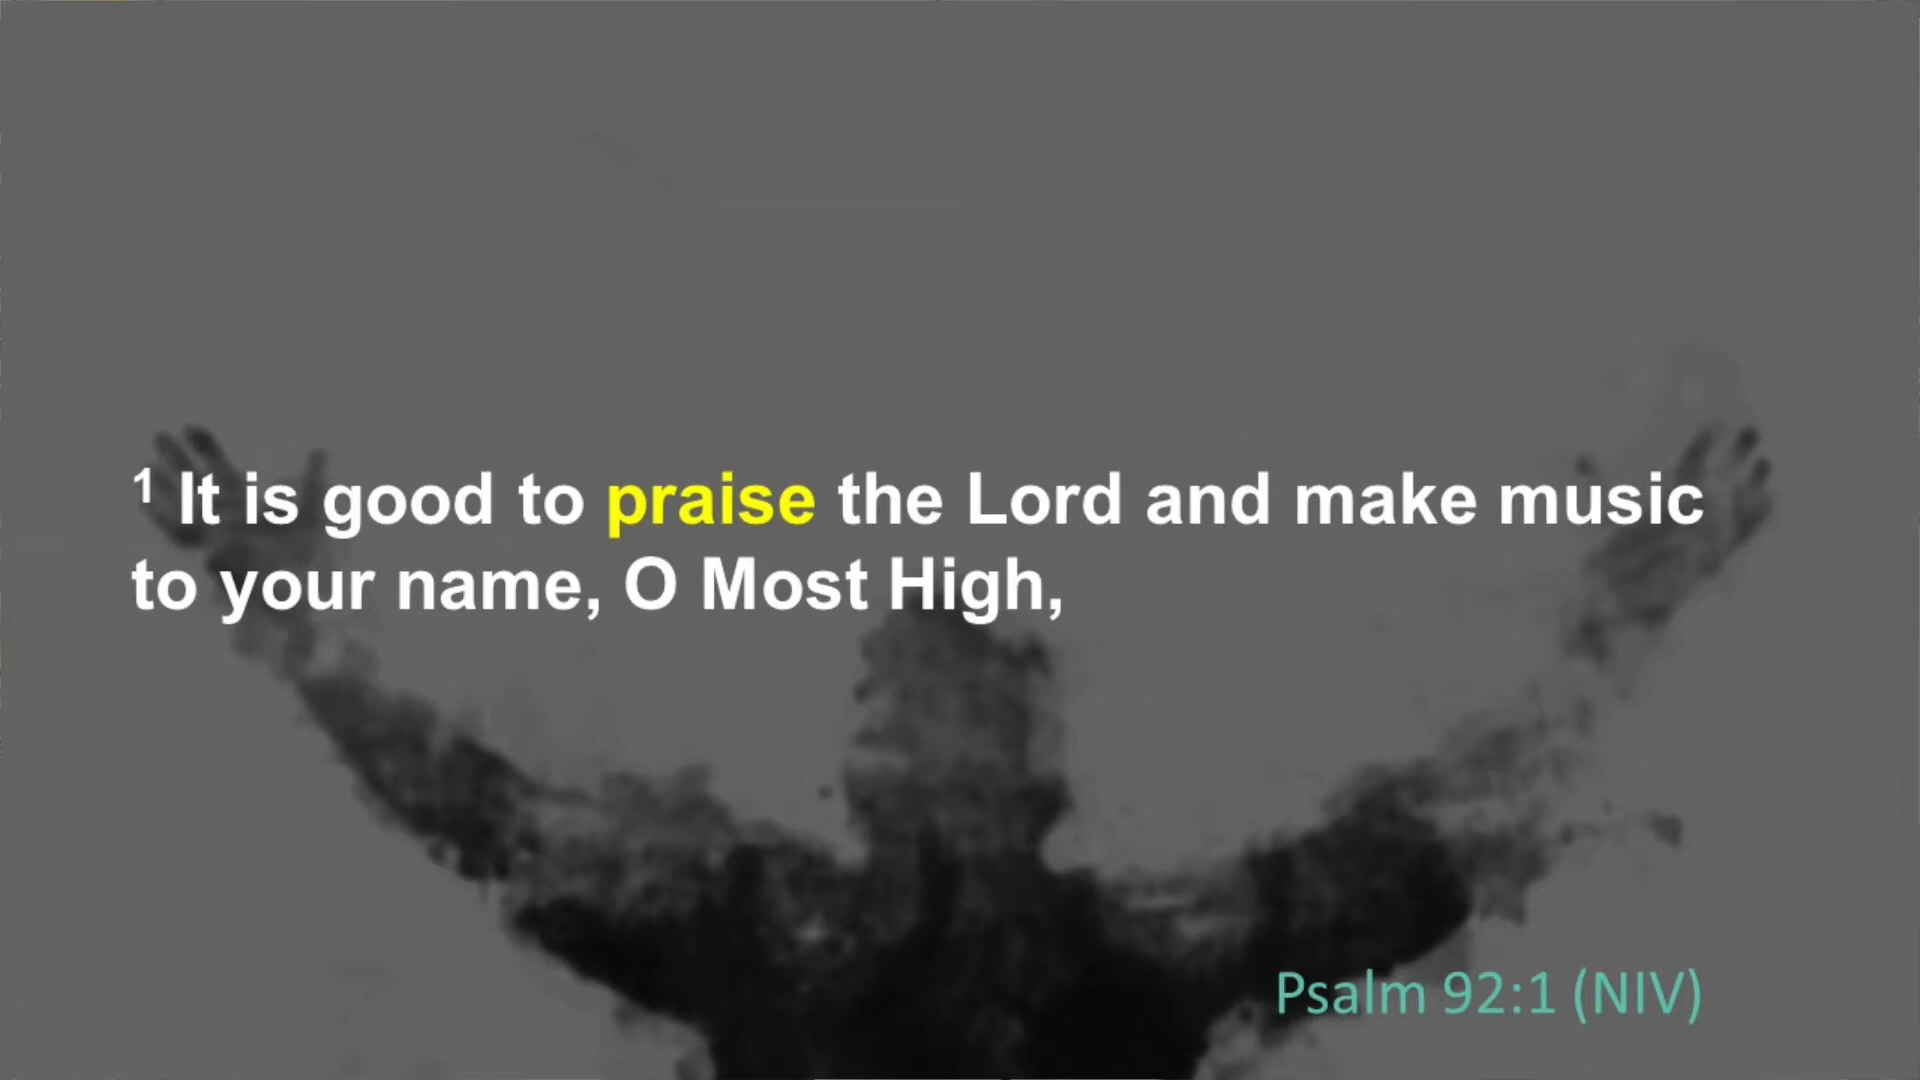 ¹ It is good to praise the Lord and make music
to your name, O Most High,
Psalm 92:1 (NIV)